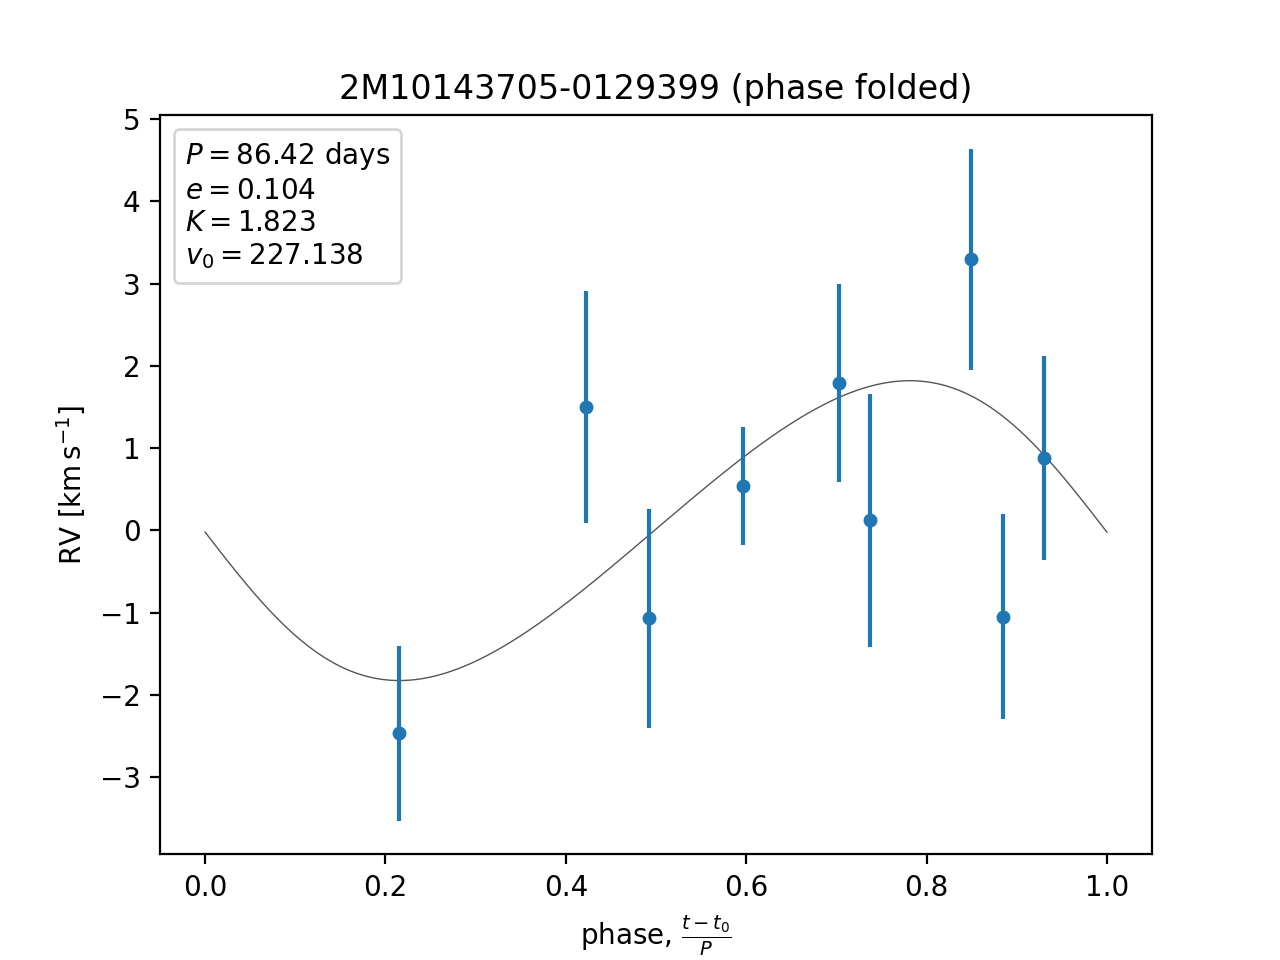 2M10143705-0129399 (phase folded)
P = 86.42 days
e = 0.104
K = 1.823
v₀ = 227.138
5
4
3
2
1
0
−1
−2
−3
RV [km s⁻¹]
0.0 0.2 0.4 0.6 0.8 1.0
phase, (t − t₀)/P